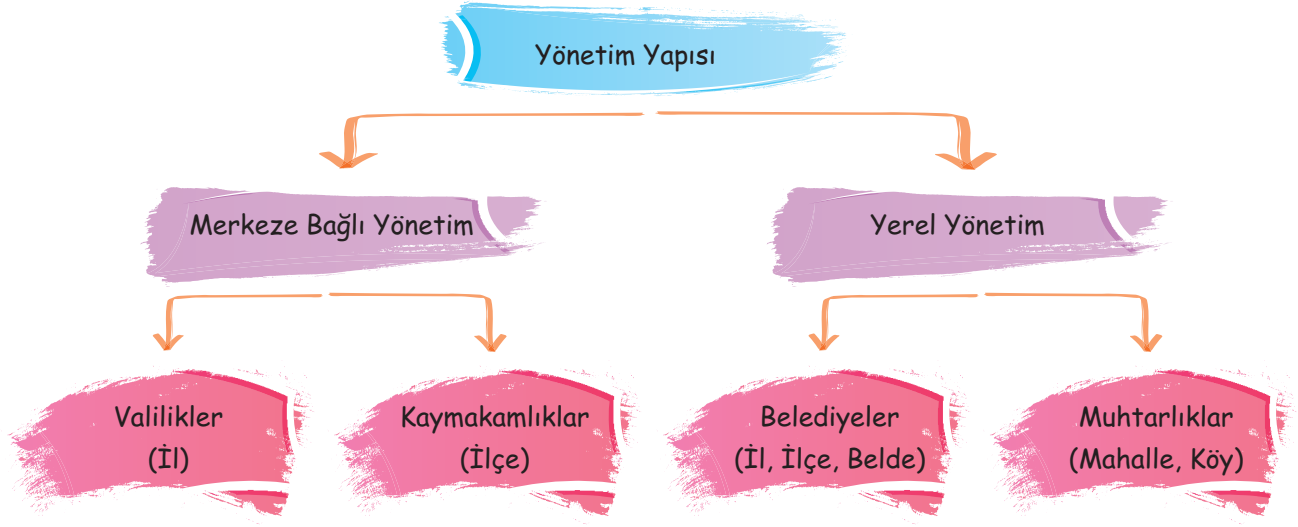 Yönetim Yapısı
Merkeze Bağlı Yönetim
Yerel Yönetim
Valilikler
(İl)
Kaymakamlıklar
(İlçe)
Belediyeler
(İl, İlçe, Belde)
Muhtarlıklar
(Mahalle, Köy)